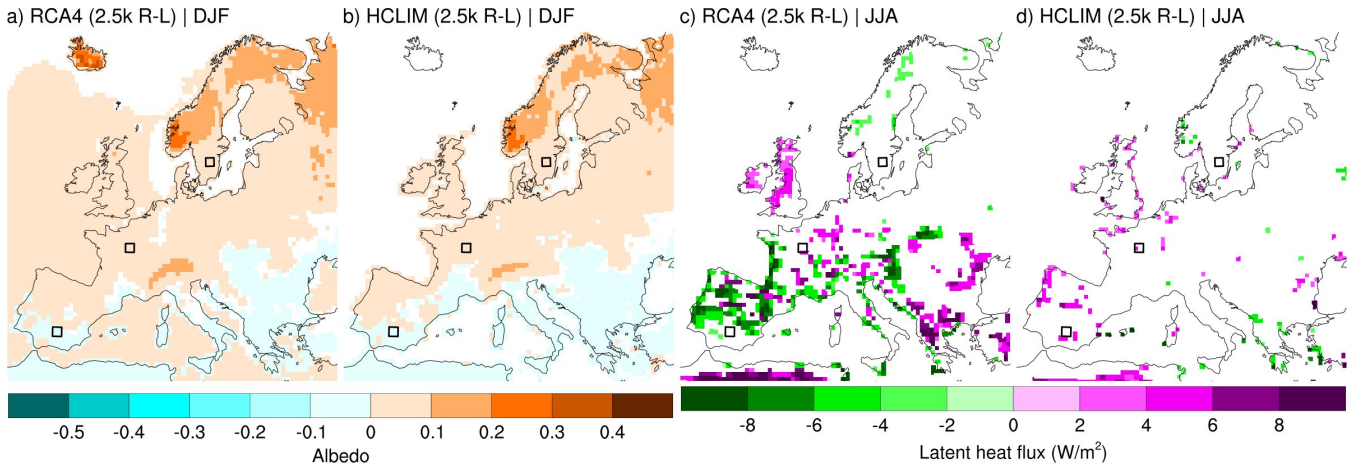 a) RCA4 (2.5k R-L) | DJF
b) HCLIM (2.5k R-L) | DJF
c) RCA4 (2.5k R-L) | JJA
d) HCLIM (2.5k R-L) | JJA
-0.5 -0.4 -0.3 -0.2 -0.1 0 0.1 0.2 0.3 0.4
Albedo
-8 -6 -4 -2 0 2 4 6 8
Latent heat flux (W/m²)